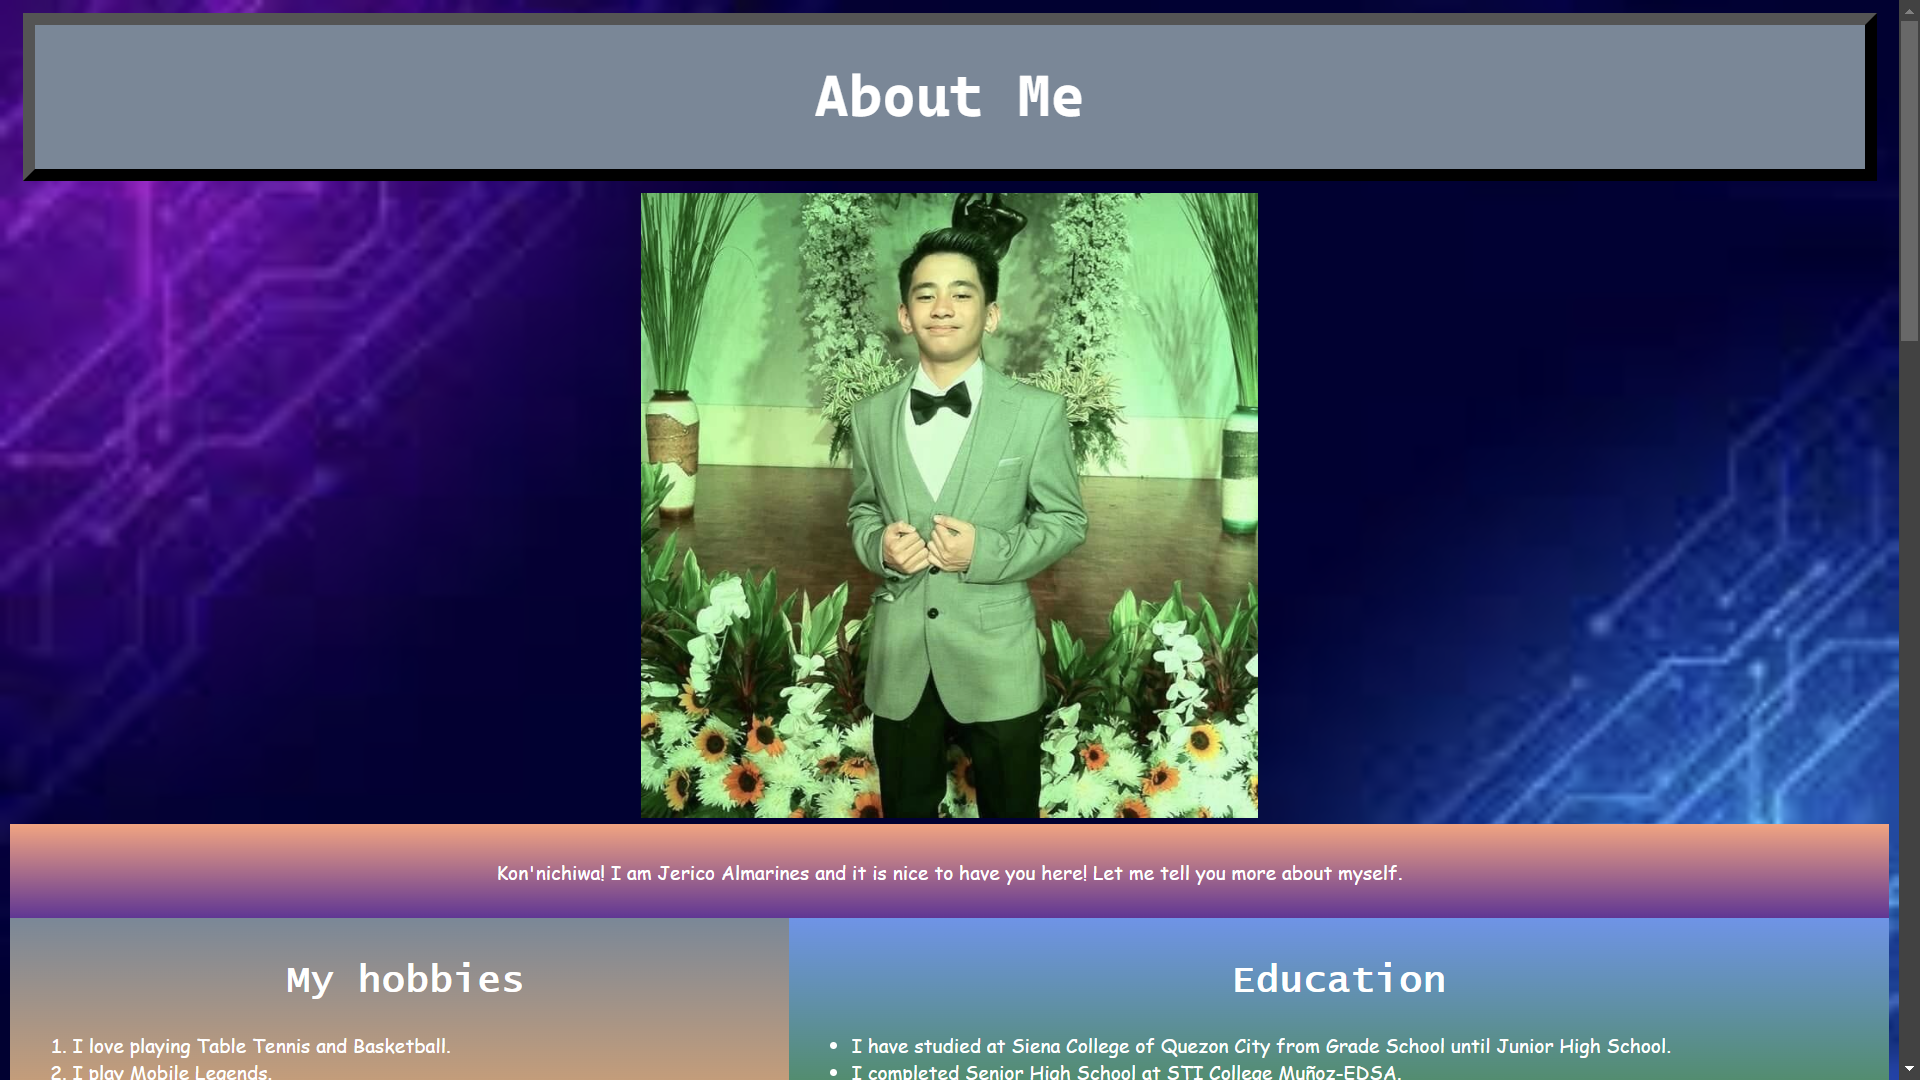 About Me
Kon'nichiwa! I am Jerico Almarines and it is nice to have you here! Let me tell you more about myself.
My hobbies
1. I love playing Table Tennis and Basketball.
2. I play Mobile Legends.
Education
• I have studied at Siena College of Quezon City from Grade School until Junior High School.
• I completed Senior High School at STI College Muñoz-EDSA.